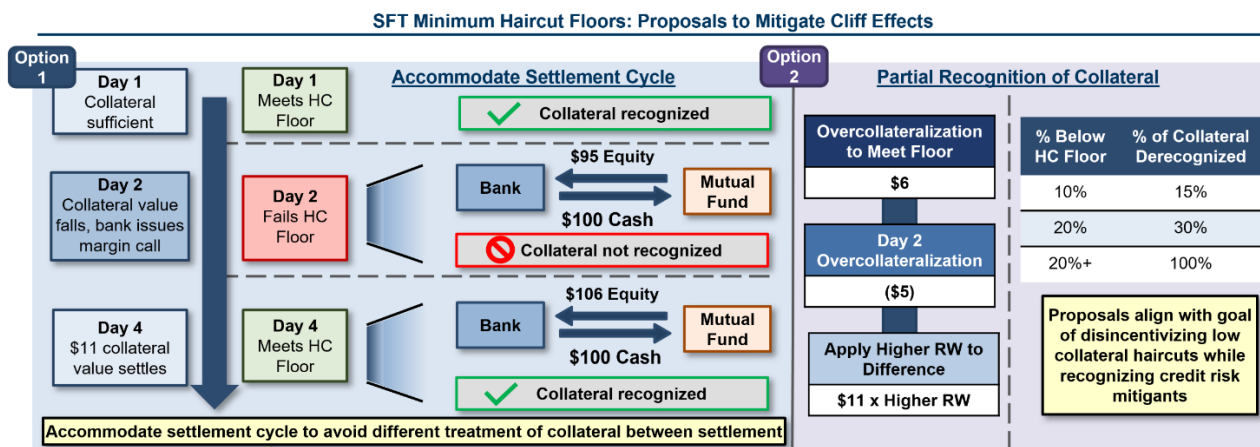 SFT Minimum Haircut Floors: Proposals to Mitigate Cliff Effects
Option
1
Accommodate Settlement Cycle
Day 1
Collateral
sufficient
Day 1
Meets HC
Floor
Collateral recognized
Day 2
Collateral value
falls, bank issues
margin call
Day 2
Fails HC
Floor
Bank
$95 Equity
$100 Cash
Mutual
Fund
Collateral not recognized
Day 4
$11 collateral
value settles
Day 4
Meets HC
Floor
Bank
$106 Equity
$100 Cash
Mutual
Fund
Collateral recognized
Accommodate settlement cycle to avoid different treatment of collateral between settlement
Option
2
Partial Recognition of Collateral
Overcollateralization
to Meet Floor
$6
Day 2
Overcollateralization
($5)
Apply Higher RW to
Difference
$11 x Higher RW
% Below
HC Floor
% of Collateral
Derecognized
10%
15%
20%
30%
20%+
100%
Proposals align with goal
of disincentivizing low
collateral haircuts while
recognizing credit risk
mitigants